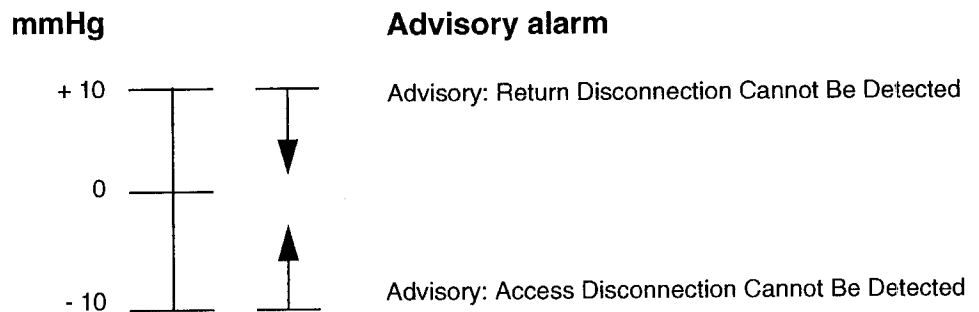 mmHg Advisory alarm
+ 10 Advisory: Return Disconnection Cannot Be Detected
0
- 10 Advisory: Access Disconnection Cannot Be Detected